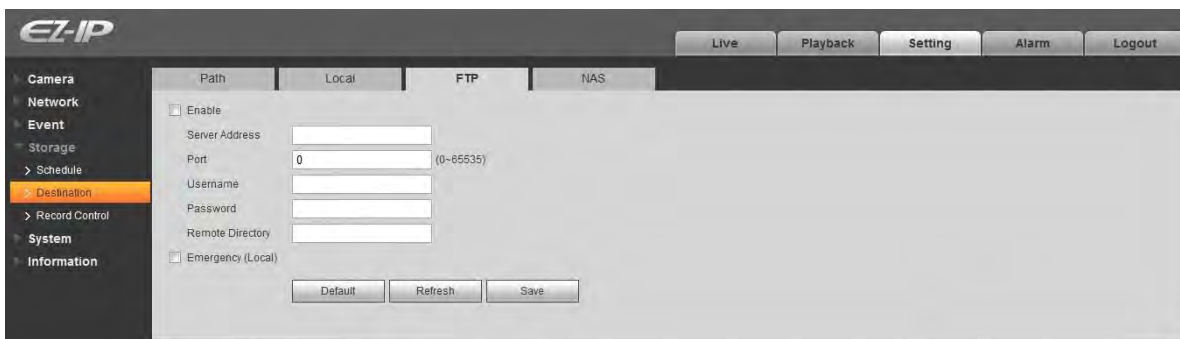 EZ-IP
Live Playback Setting Alarm Logout
Camera
Network
Event
Storage
> Schedule
> Destination
> Record Control
System
Information
Path Local FTP NAS
Enable
Server Address
Port 0 (0~65535)
Username
Password
Remote Directory
Emergency (Local)
Default Refresh Save